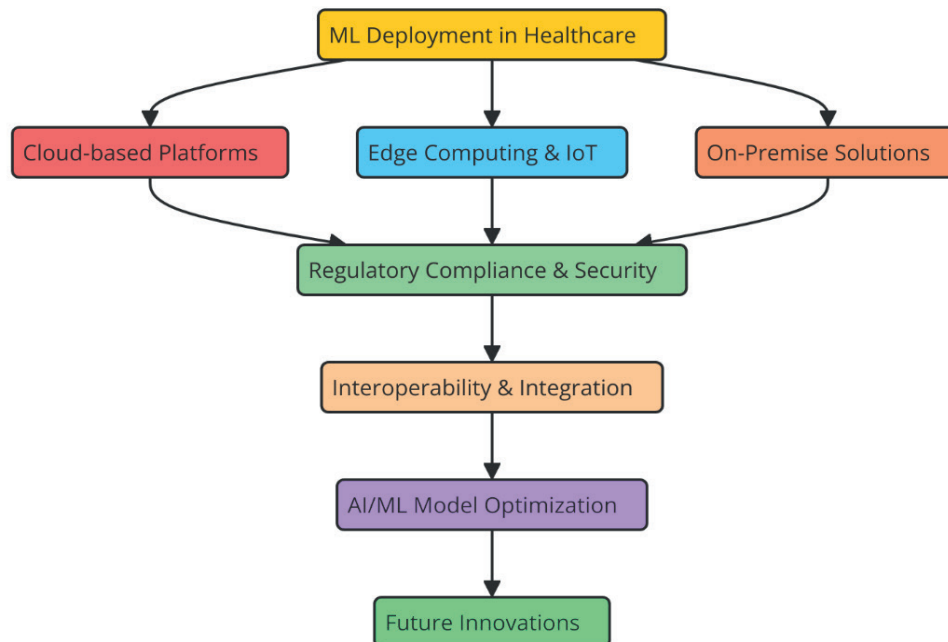 ML Deployment in Healthcare
Cloud-based Platforms
Edge Computing & IoT
On-Premise Solutions
Regulatory Compliance & Security
Interoperability & Integration
AI/ML Model Optimization
Future Innovations